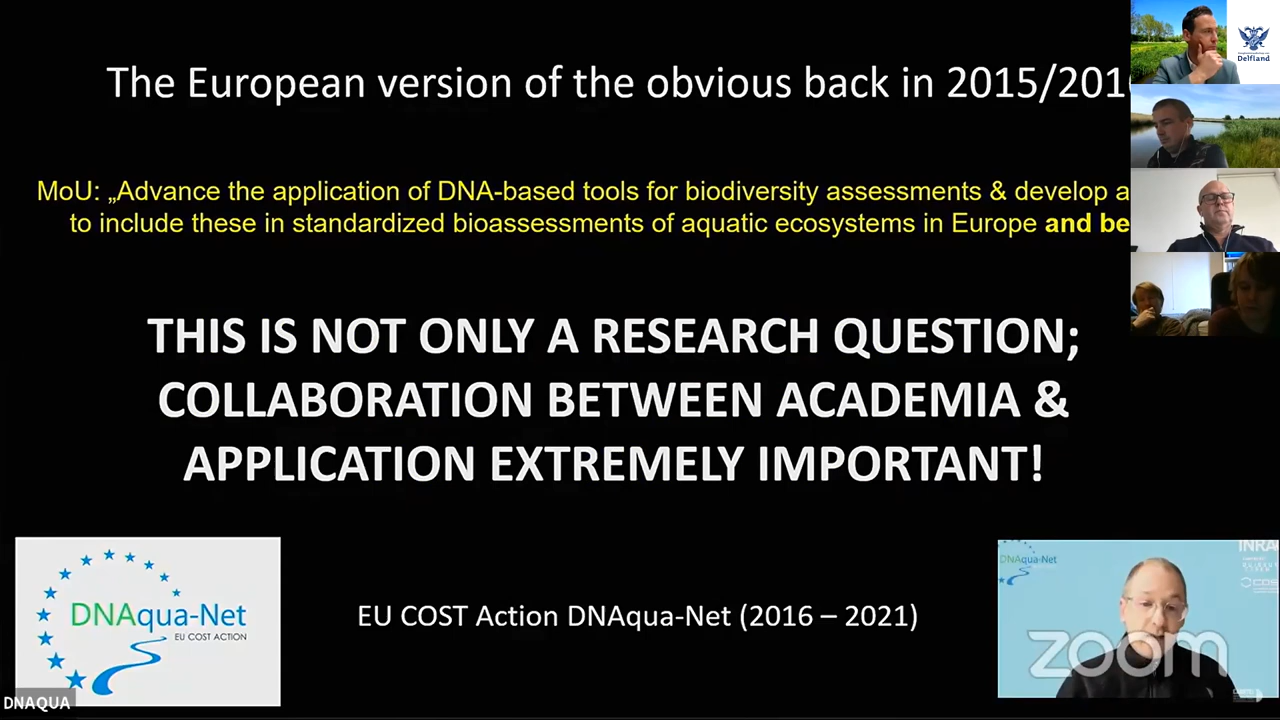 The European version of the obvious back in 2015/201
Delfland
MoU: „Advance the application of DNA-based tools for biodiversity assessments & develop a
to include these in standardized bioassessments of aquatic ecosystems in Europe and be
THIS IS NOT ONLY A RESEARCH QUESTION;
COLLABORATION BETWEEN ACADEMIA &
APPLICATION EXTREMELY IMPORTANT!
DNAqua-Net
EU COST ACTION
EU COST Action DNAqua-Net (2016 – 2021)
DNAqua-Net
INRA
zoom
DNAQUA